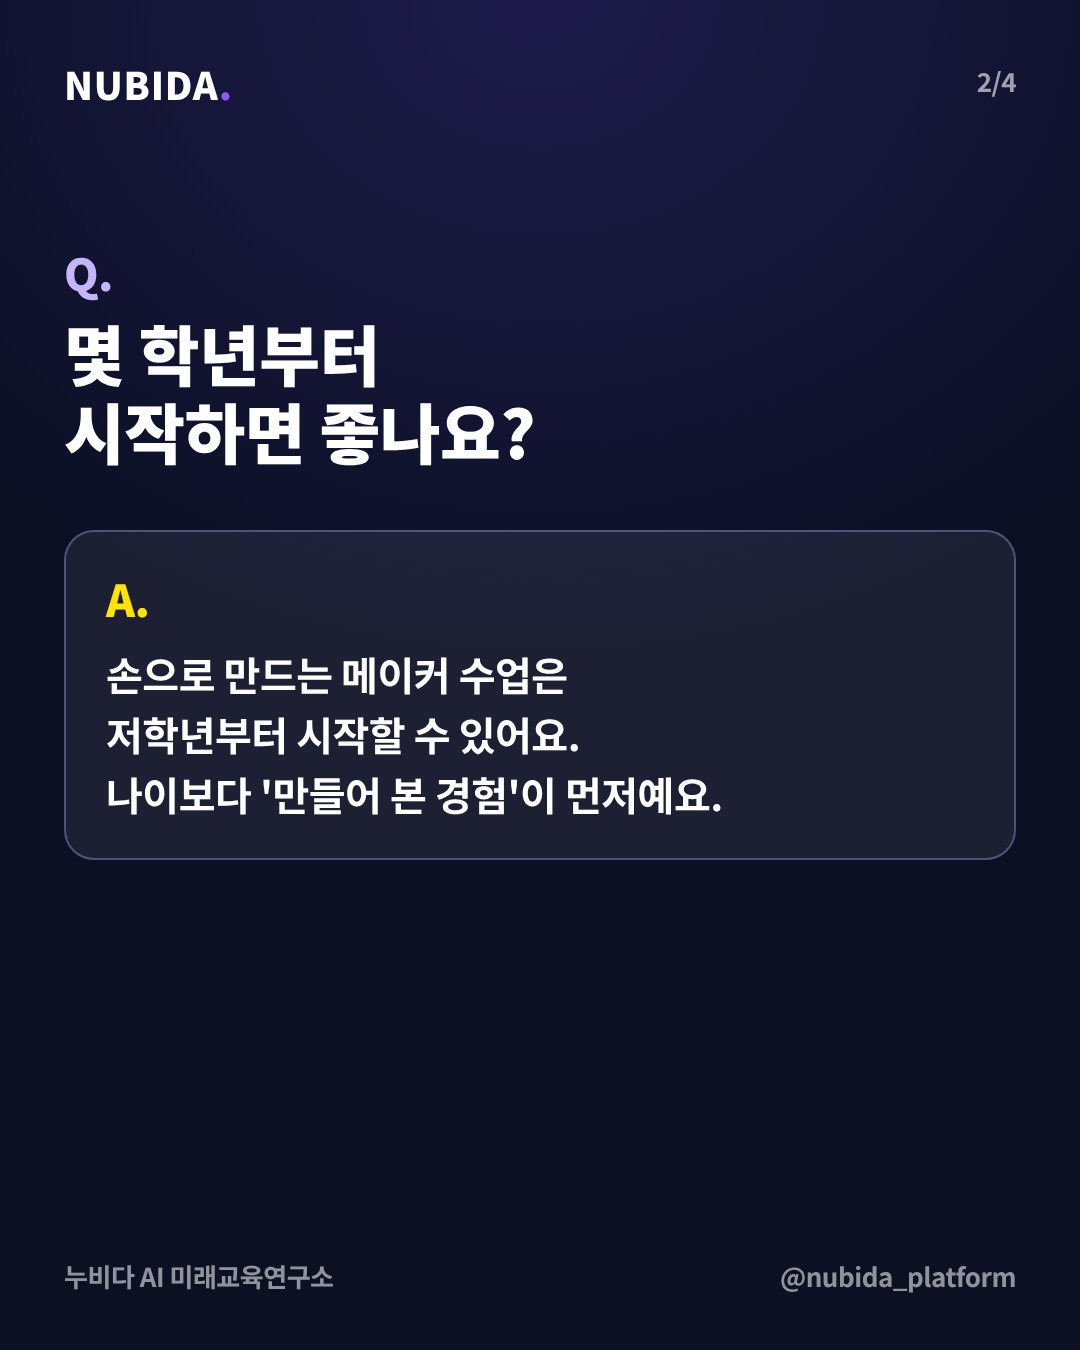 NUBIDA.
2/4
Q.
몇 학년부터
시작하면 좋나요?
A.
손으로 만드는 메이커 수업은
저학년부터 시작할 수 있어요.
나이보다 '만들어 본 경험'이 먼저예요.
누비다 AI 미래교육연구소
@nubida_platform